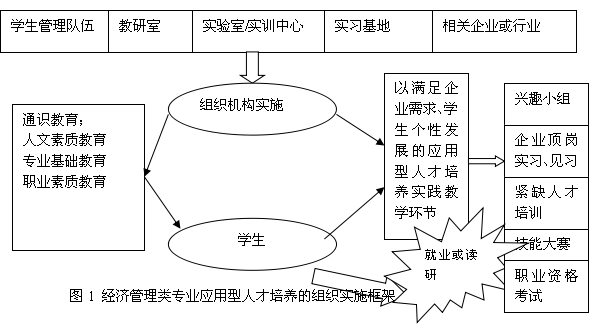 学生管理队伍
教研室
实验室/实训中心
实习基地
相关企业或行业
组织机构实施
通识教育；
人文素质教育
专业基础教育
职业素质教育
学生
以满足企
业需求、学
生个性发
展的应用
型人才培
养实践教
学环节
兴趣小组
企业顶岗
实习、见习
紧缺人才
培训
技能大赛
职业资格
考试
就业或读
研
图 1 经济管理类专业应用型人才培养的组织实施框架